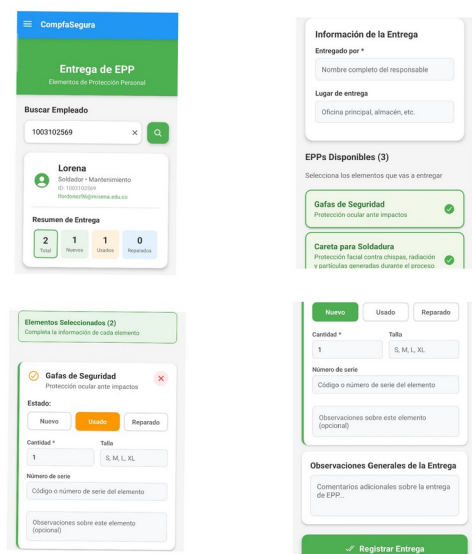 CompfaSegura
Entrega de EPP
Elementos de Protección Personal
Buscar Empleado
1003102569
Lorena
Soldador • Mantenimiento
ID: 1003102569
flordonez96@misena.edu.co
Resumen de Entrega
2 1 1 0
Total Nuevos Usados Reparados
Información de la Entrega
Entregado por *
Nombre completo del responsable
Lugar de entrega
Oficina principal, almacén, etc.
EPPs Disponibles (3)
Selecciona los elementos que vas a entregar
Gafas de Seguridad
Protección ocular ante impactos
Careta para Soldadura
Protección facial contra chispas, radiación
y partículas generadas durante el proceso
Elementos Seleccionados (2)
Completa la información de cada elemento
Gafas de Seguridad
Protección ocular ante impactos
Estado:
Nuevo Usado Reparado
Cantidad * Talla
1 S, M, L, XL
Número de serie
Código o número de serie del elemento
Observaciones sobre este elemento
(opcional)
Nuevo Usado Reparado
Cantidad * Talla
1 S, M, L, XL
Número de serie
Código o número de serie del elemento
Observaciones sobre este elemento
(opcional)
Observaciones Generales de la Entrega
Comentarios adicionales sobre la entrega
de EPP...
Registrar Entrega